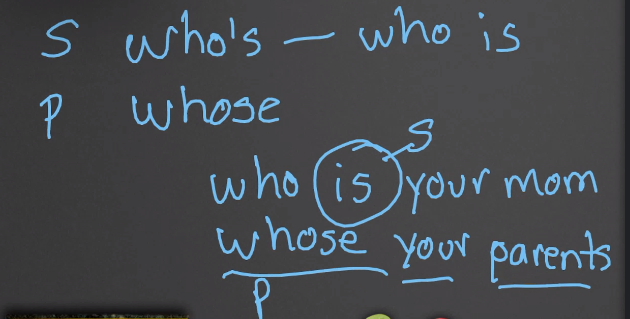 S who's — who is
P whose
S
who is your mom
whose your parents
P